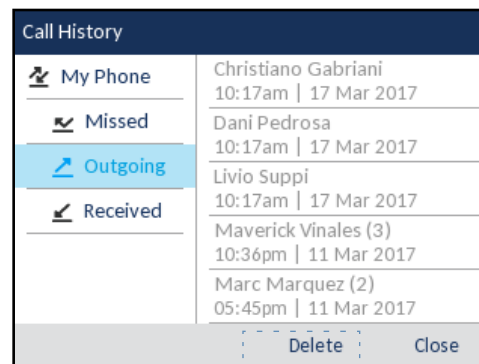 Call History
My Phone
Missed
Outgoing
Received
Christiano Gabriani
10:17am | 17 Mar 2017
Dani Pedrosa
10:17am | 17 Mar 2017
Livio Suppi
10:17am | 17 Mar 2017
Maverick Vinales (3)
10:36pm | 11 Mar 2017
Marc Marquez (2)
05:45pm | 11 Mar 2017
Delete Close